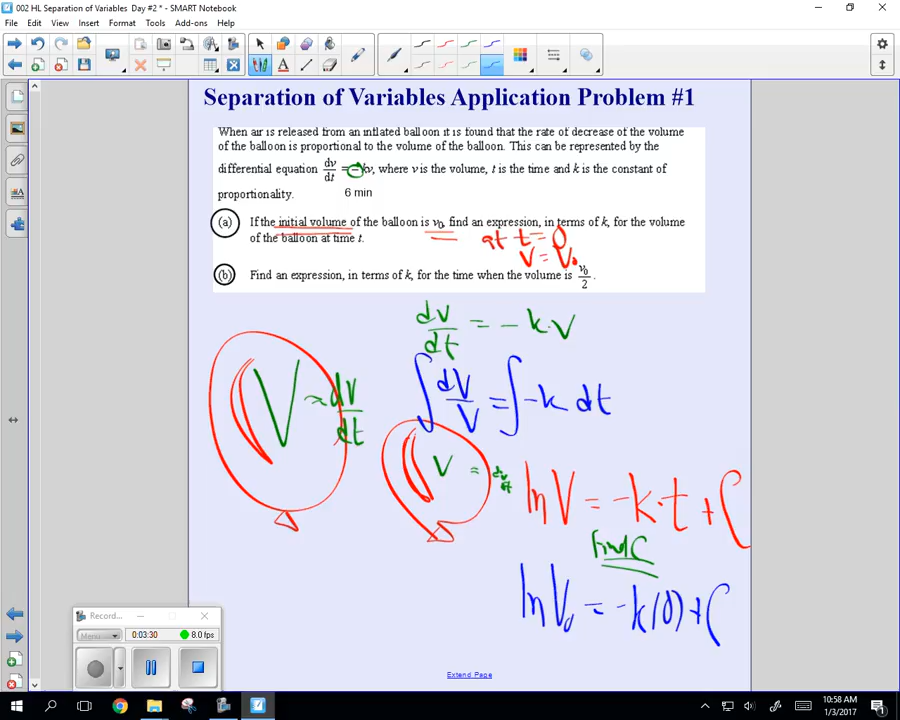 002 HL Separation of Variables Day #2 * - SMART Notebook
File Edit View Insert Format Tools Add-ons Help
Separation of Variables Application Problem #1
When air is released from an inflated balloon it is found that the rate of decrease of the volume
of the balloon is proportional to the volume of the balloon. This can be represented by the
differential equation dv/dt = −kv, where v is the volume, t is the time and k is the constant of
proportionality. 6 min
(a) If the initial volume of the balloon is v₀, find an expression, in terms of k, for the volume
of the balloon at time t.
at t = 0
V = V₀
(b) Find an expression, in terms of k, for the time when the volume is v₀/2.
dv/dt = −k·V
V ≈ dV/dt
∫ dV/V = ∫ −k dt
V = dv/dt
ln V = −k·t + C
Find C
ln V₀ = −k(0) + C
Record...
Menu
03:30 8.0 fps
Extend Page
10:58 AM
1/3/2017
1